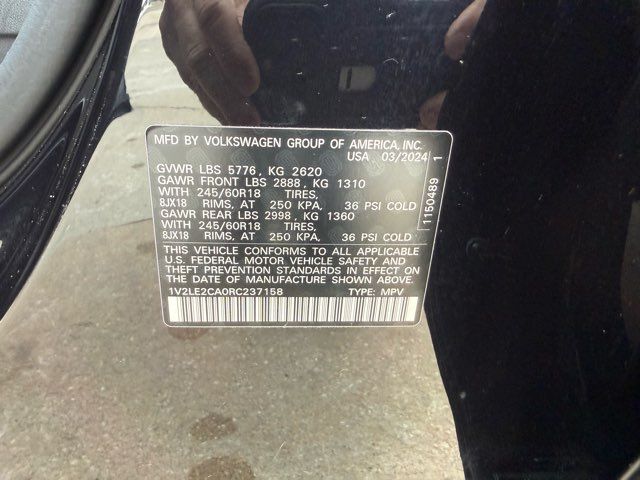 MFD BY VOLKSWAGEN GROUP OF AMERICA, INC.
USA, 03/2024
GVWR LBS 5776, KG 2620
GAWR FRONT LBS 2888, KG 1310
WITH 245/60R18 TIRES,
8JX18 RIMS, AT 250 KPA, 36 PSI COLD
GAWR REAR LBS 2998, KG 1360
WITH 245/60R18 TIRES,
8JX18 RIMS, AT 250 KPA, 36 PSI COLD
THIS VEHICLE CONFORMS TO ALL APPLICABLE
U.S. FEDERAL MOTOR VEHICLE SAFETY AND
THEFT PREVENTION STANDARDS IN EFFECT ON
THE DATE OF MANUFACTURE SHOWN ABOVE.
1V2LE2CA0RC237158 TYPE: MPV
1150489 1